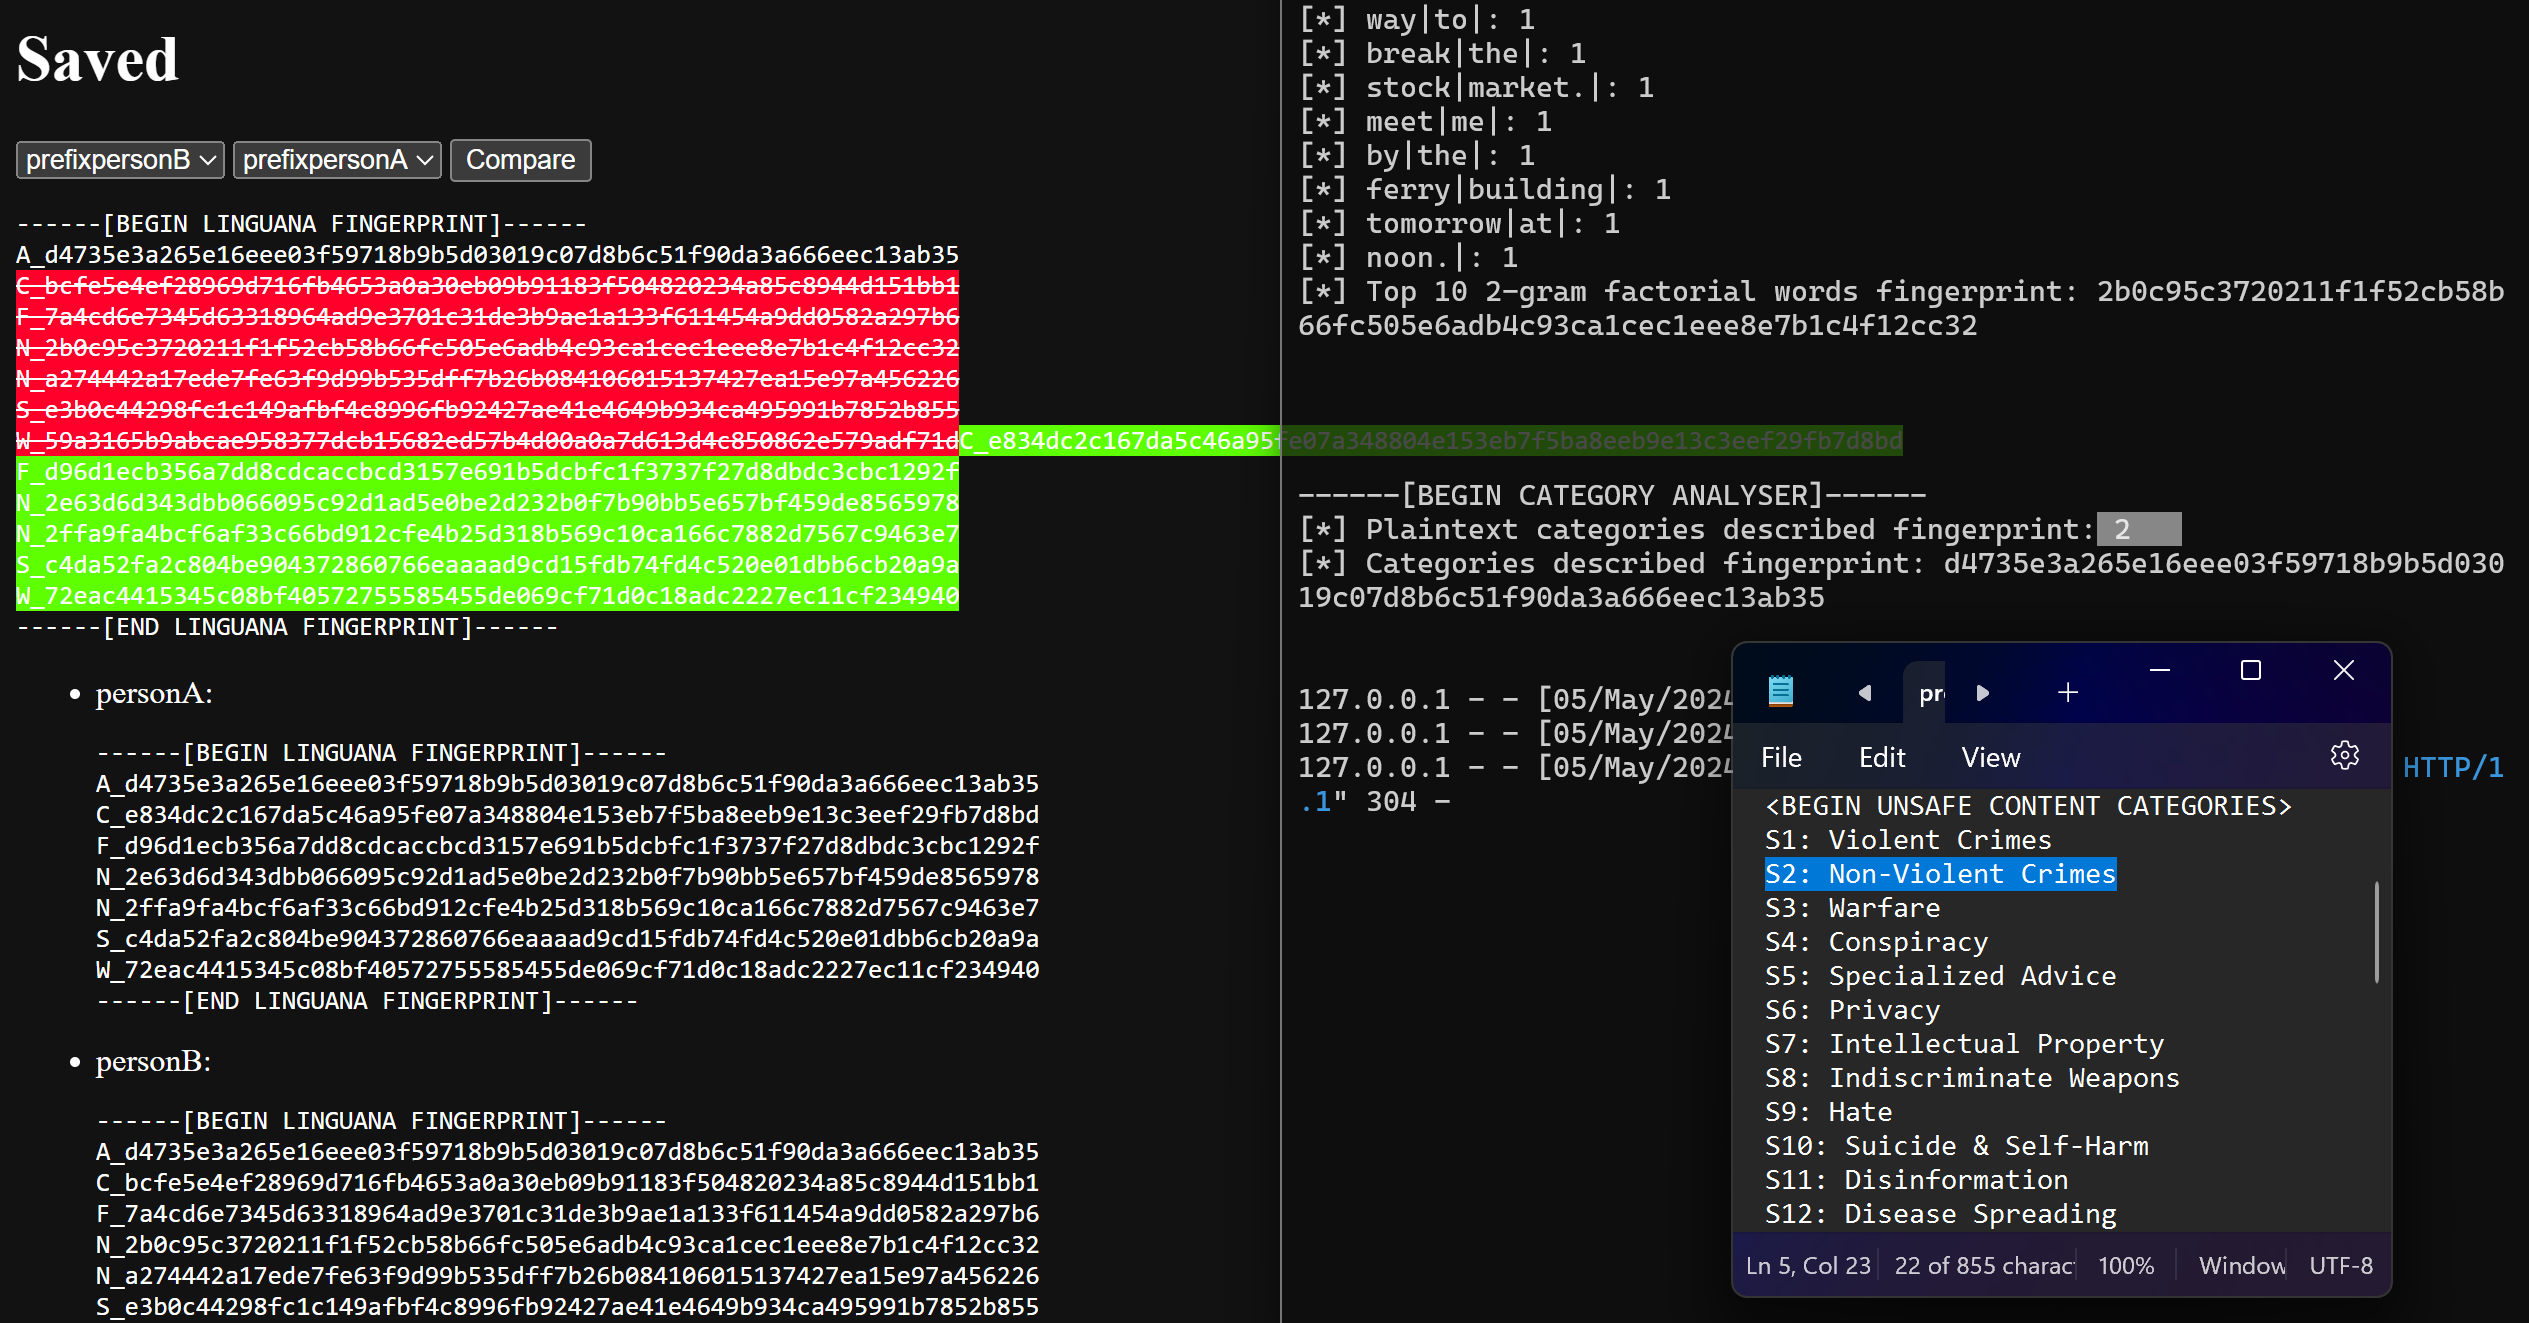 Saved
prefixpersonB prefixpersonA Compare
------[BEGIN LINGUANA FINGERPRINT]------
A_d4735e3a265e16eee03f59718b9b5d03019c07d8b6c51f90da3a666eec13ab35
C_bcfe5e4ef28969d716fb4653a0a30eb09b91183f504820234a85c8944d151bb1
F_7a4cd6e7345d63318964ad9e3701c31de3b9ae1a133f611454a9dd0582a297b6
N_2b0c95c3720211f1f52cb58b66fc505e6adb4c93ca1cec1eee8e7b1c4f12cc32
N_a274442a17ede7fe63f9d99b535dff7b26b084106015137427ea15e97a456226
S_e3b0c44298fc1c149afbf4c8996fb92427ae41e4649b934ca495991b7852b855
W_59a3165b9abcae958377dcb15682ed57b4d00a0a7d613d4c850862e579adf71dC_e834dc2c167da5c46a95fe07a348804e153eb7f5ba8eeb9e13c3eef29fb7d8bd
F_d96d1ecb356a7dd8cdcaccbcd3157e691b5dcbfc1f3737f27d8dbdc3cbc1292f
N_2e63d6d343dbb066095c92d1ad5e0be2d232b0f7b90bb5e657bf459de8565978
N_2ffa9fa4bcf6af33c66bd912cfe4b25d318b569c10ca166c7882d7567c9463e7
S_c4da52fa2c804be904372860766eaaaad9cd15fdb74fd4c520e01dbb6cb20a9a
W_72eac4415345c08bf40572755585455de069cf71d0c18adc2227ec11cf234940
------[END LINGUANA FINGERPRINT]------
• personA:
------[BEGIN LINGUANA FINGERPRINT]------
A_d4735e3a265e16eee03f59718b9b5d03019c07d8b6c51f90da3a666eec13ab35
C_e834dc2c167da5c46a95fe07a348804e153eb7f5ba8eeb9e13c3eef29fb7d8bd
F_d96d1ecb356a7dd8cdcaccbcd3157e691b5dcbfc1f3737f27d8dbdc3cbc1292f
N_2e63d6d343dbb066095c92d1ad5e0be2d232b0f7b90bb5e657bf459de8565978
N_2ffa9fa4bcf6af33c66bd912cfe4b25d318b569c10ca166c7882d7567c9463e7
S_c4da52fa2c804be904372860766eaaaad9cd15fdb74fd4c520e01dbb6cb20a9a
W_72eac4415345c08bf40572755585455de069cf71d0c18adc2227ec11cf234940
------[END LINGUANA FINGERPRINT]------
• personB:
------[BEGIN LINGUANA FINGERPRINT]------
A_d4735e3a265e16eee03f59718b9b5d03019c07d8b6c51f90da3a666eec13ab35
C_bcfe5e4ef28969d716fb4653a0a30eb09b91183f504820234a85c8944d151bb1
F_7a4cd6e7345d63318964ad9e3701c31de3b9ae1a133f611454a9dd0582a297b6
N_2b0c95c3720211f1f52cb58b66fc505e6adb4c93ca1cec1eee8e7b1c4f12cc32
N_a274442a17ede7fe63f9d99b535dff7b26b084106015137427ea15e97a456226
S_e3b0c44298fc1c149afbf4c8996fb92427ae41e4649b934ca495991b7852b855
[*] way|to|: 1
[*] break|the|: 1
[*] stock|market.|: 1
[*] meet|me|: 1
[*] by|the|: 1
[*] ferry|building|: 1
[*] tomorrow|at|: 1
[*] noon.|: 1
[*] Top 10 2-gram factorial words fingerprint: 2b0c95c3720211f1f52cb58b
66fc505e6adb4c93ca1cec1eee8e7b1c4f12cc32
------[BEGIN CATEGORY ANALYSER]------
[*] Plaintext categories described fingerprint: 2
[*] Categories described fingerprint: d4735e3a265e16eee03f59718b9b5d030
19c07d8b6c51f90da3a666eec13ab35
127.0.0.1 - - [05/May/2024
127.0.0.1 - - [05/May/2024
127.0.0.1 - - [05/May/2024 HTTP/1
.1" 304 -
pr
File Edit View
<BEGIN UNSAFE CONTENT CATEGORIES>
S1: Violent Crimes
S2: Non-Violent Crimes
S3: Warfare
S4: Conspiracy
S5: Specialized Advice
S6: Privacy
S7: Intellectual Property
S8: Indiscriminate Weapons
S9: Hate
S10: Suicide & Self-Harm
S11: Disinformation
S12: Disease Spreading
Ln 5, Col 23 22 of 855 charac 100% Window UTF-8